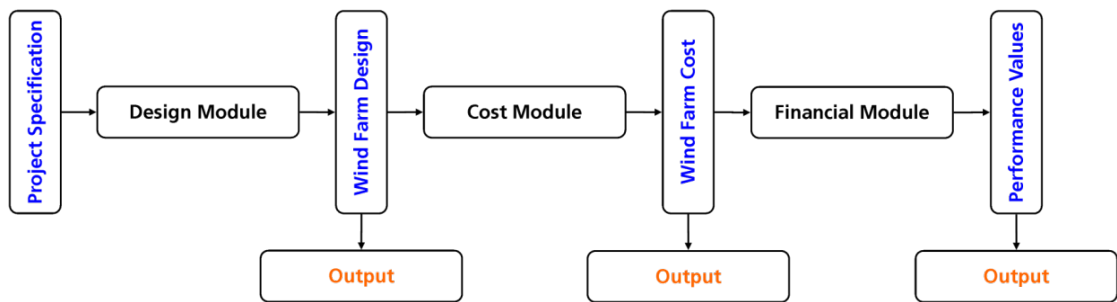 Project Specification
Design Module
Wind Farm Design
Cost Module
Wind Farm Cost
Financial Module
Performance Values
Output
Output
Output